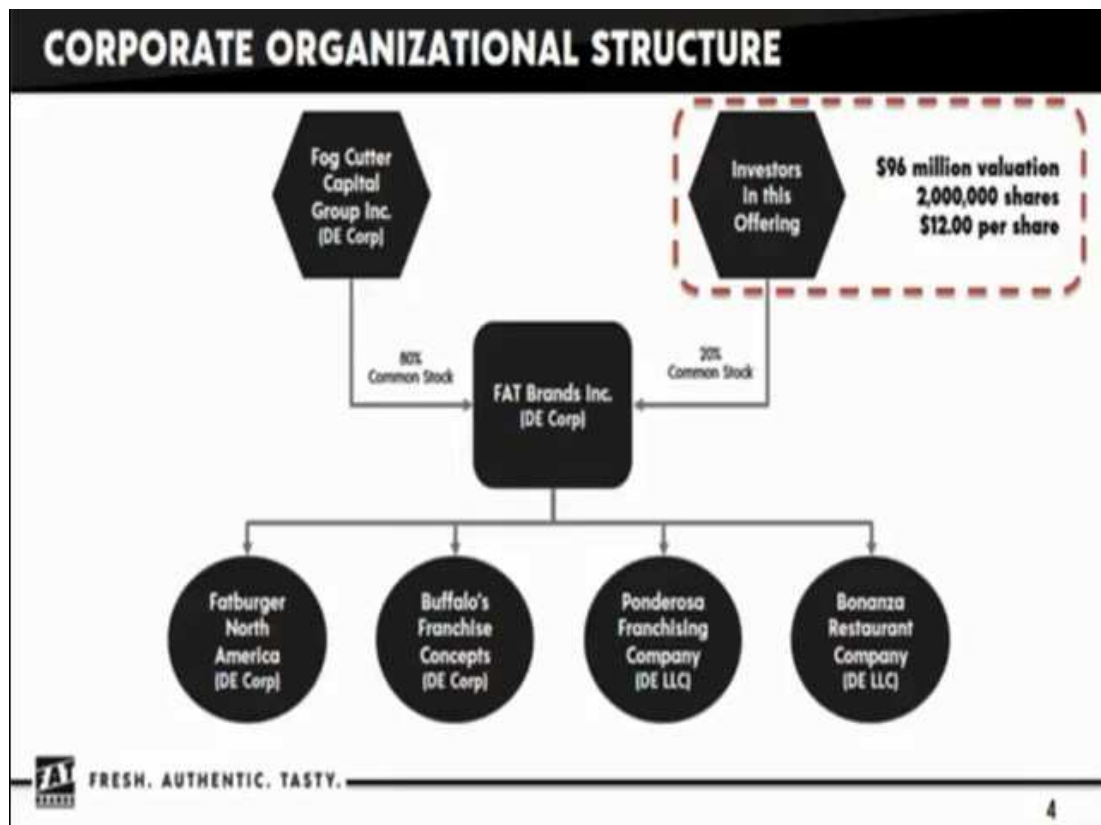 CORPORATE ORGANIZATIONAL STRUCTURE
Fog Cutter
Capital
Group Inc.
(DE Corp)
Investors
in this
Offering
$96 million valuation
2,000,000 shares
$12.00 per share
80%
Common Stock
20%
Common Stock
FAT Brands Inc.
(DE Corp)
Fatburger
North
America
(DE Corp)
Buffalo's
Franchise
Concepts
(DE Corp)
Ponderosa
Franchising
Company
(DE LLC)
Bonanza
Restaurant
Company
(DE LLC)
FAT
BRANDS
FRESH. AUTHENTIC. TASTY.
4